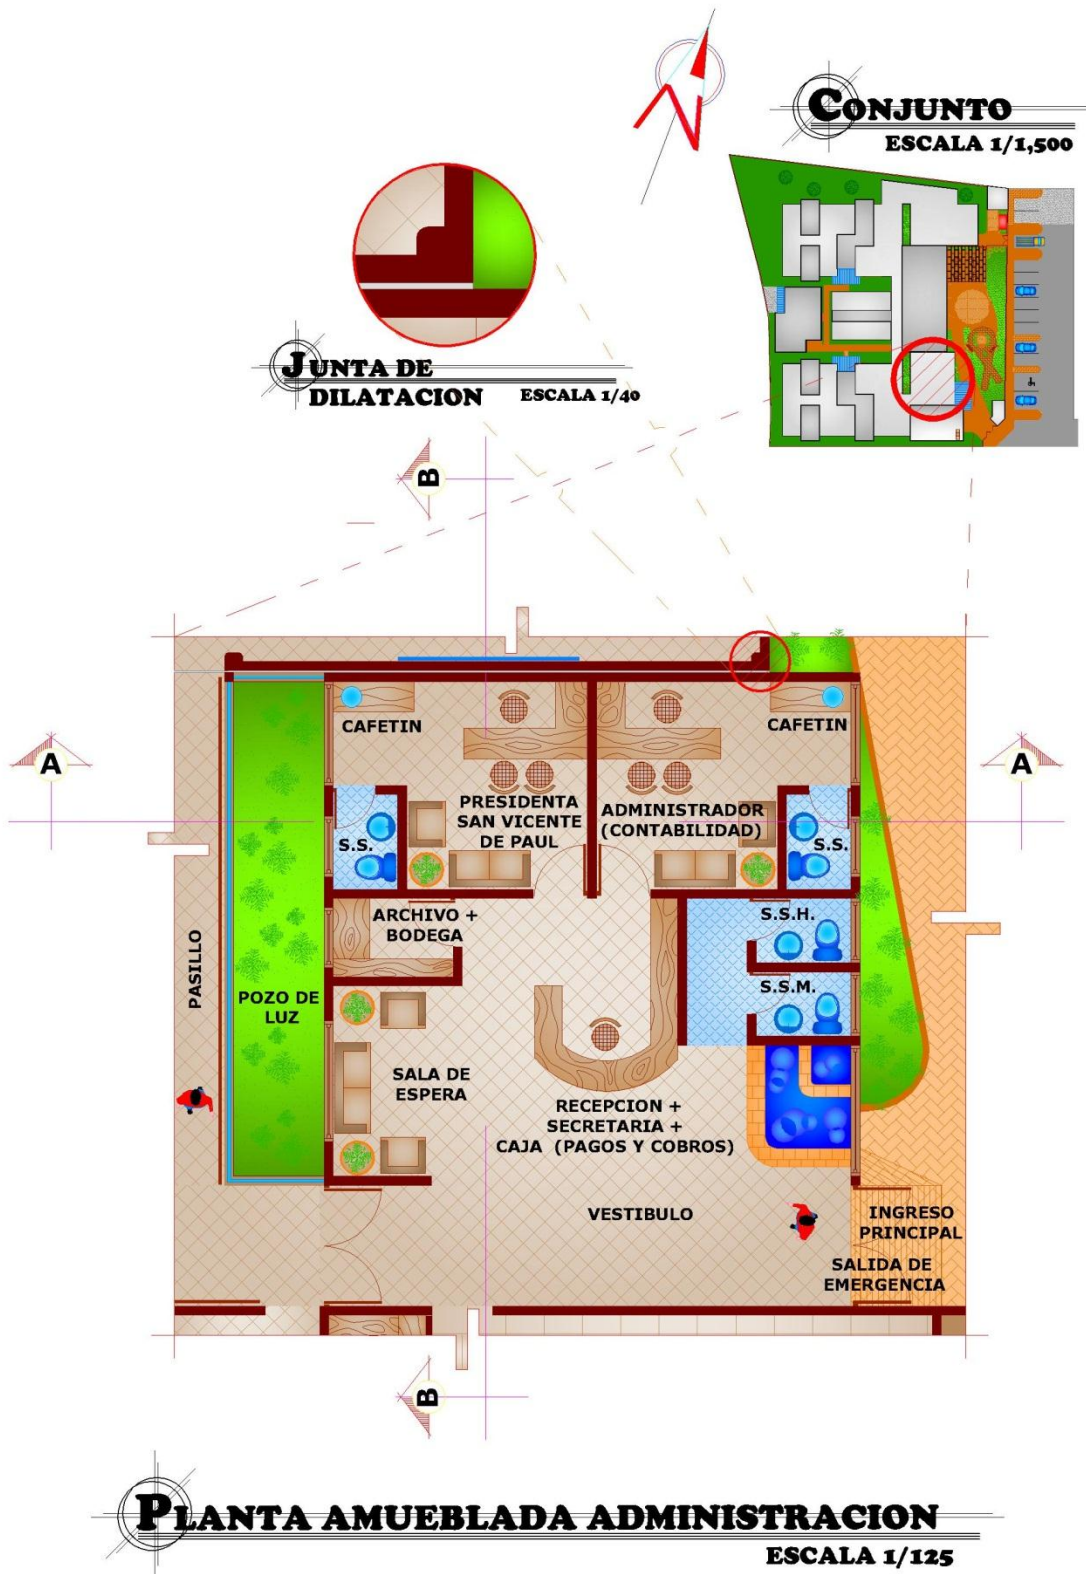 CONJUNTO
ESCALA 1/1,500
JUNTA DE
DILATACION
ESCALA 1/40
B
A
A
CAFETIN
CAFETIN
PRESIDENTA
SAN VICENTE
DE PAUL
ADMINISTRADOR
(CONTABILIDAD)
S.S.
S.S.
ARCHIVO +
BODEGA
S.S.H.
S.S.M.
PASILLO
POZO DE
LUZ
SALA DE
ESPERA
RECEPCION +
SECRETARIA +
CAJA (PAGOS Y COBROS)
VESTIBULO
INGRESO
PRINCIPAL
SALIDA DE
EMERGENCIA
B
PLANTA AMUEBLADA ADMINISTRACION
ESCALA 1/125